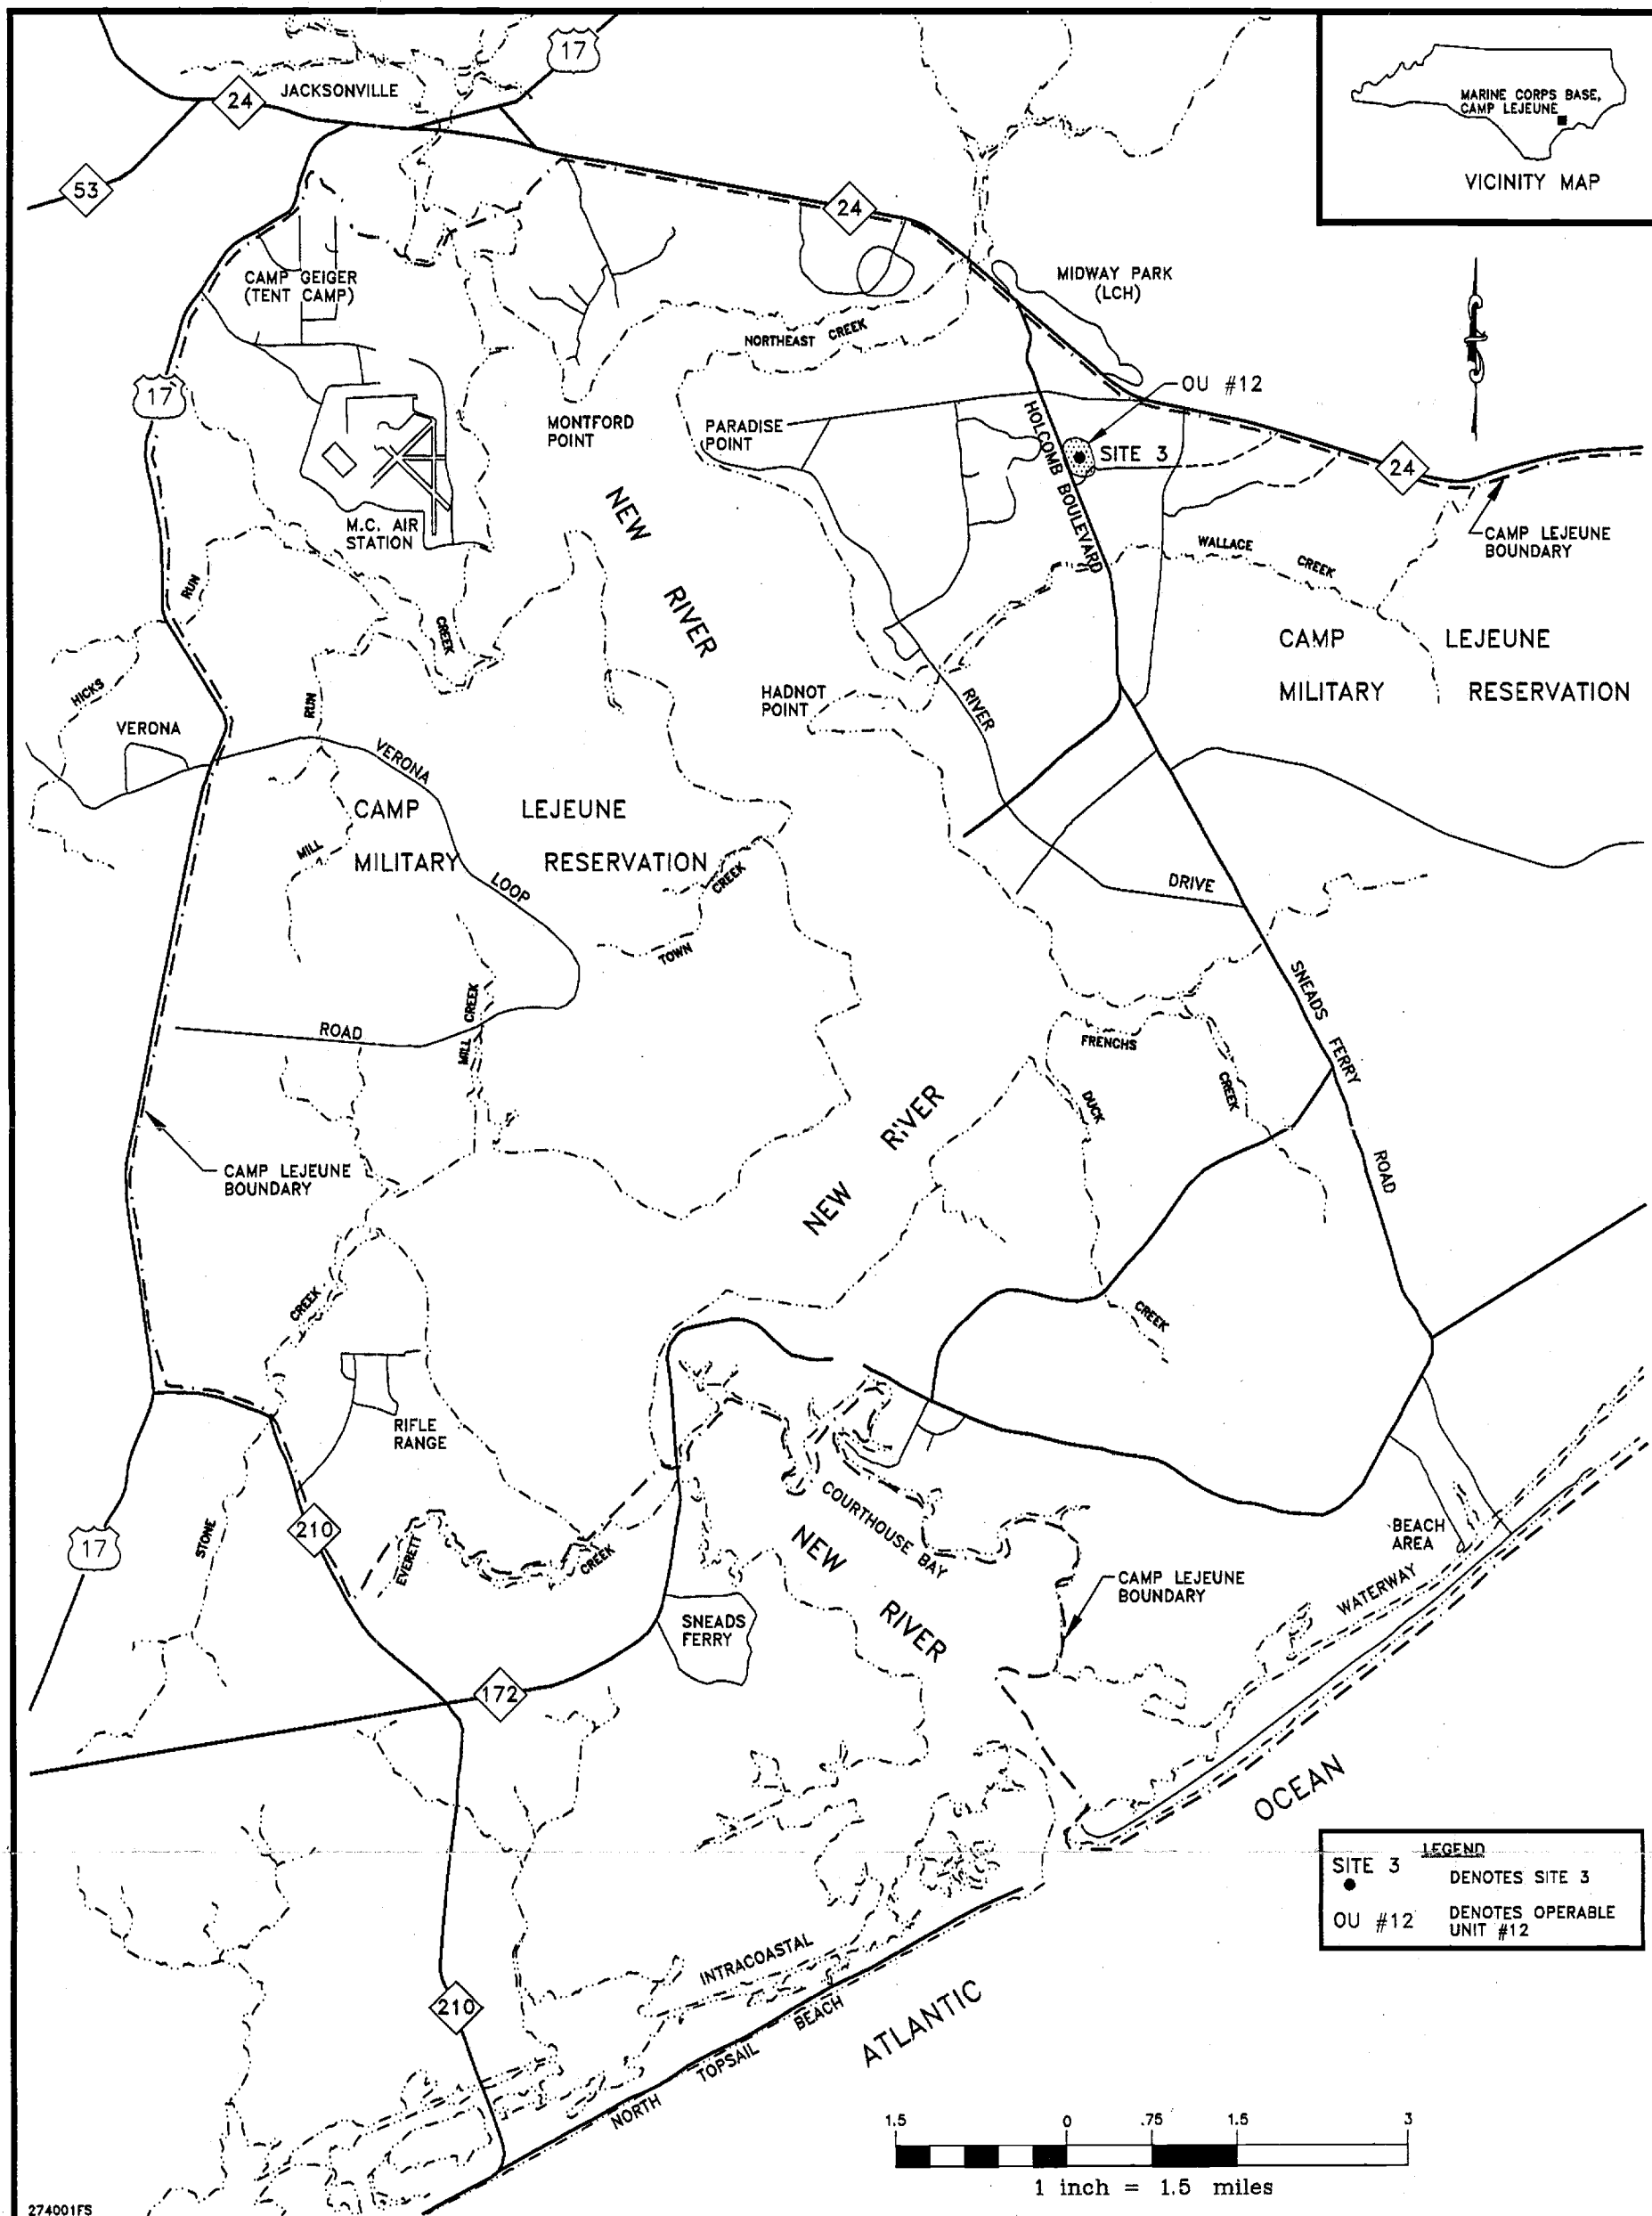 17
JACKSONVILLE
24
53
MARINE CORPS BASE,
CAMP LEJEUNE
VICINITY MAP
24
CAMP GEIGER
(TENT CAMP)
MIDWAY PARK
(LCH)
NORTHEAST CREEK
17
OU #12
MONTFORD
POINT
PARADISE
POINT
HOLCOMB BOULEVARD
SITE 3
24
M.C. AIR
STATION
NEW
RIVER
CAMP LEJEUNE
BOUNDARY
WALLACE CREEK
RUN
CREEK
CAMP LEJEUNE
MILITARY RESERVATION
HICKS
RUN
HADNOT
POINT
RIVER
VERONA
VERONA
CAMP LEJEUNE
MILITARY RESERVATION
MILL
LOOP
CREEK
TOWN
DRIVE
SNEADS
FERRY
ROAD
MILL CREEK
ROAD
FRENCHS
CREEK
DUCK
RIVER
NEW
CAMP LEJEUNE
BOUNDARY
CREEK
CREEK
RIFLE
RANGE
STONE
210
17
EVERETT
CREEK
COURTHOUSE BAY
NEW
RIVER
BEACH
AREA
CAMP LEJEUNE
BOUNDARY
WATERWAY
SNEADS
FERRY
172
OCEAN
LEGEND
SITE 3 DENOTES SITE 3
OU #12 DENOTES OPERABLE
UNIT #12
INTRACOASTAL
210
BEACH
TOPSAIL
NORTH
ATLANTIC
1.5 0 .75 1.5 3
1 inch = 1.5 miles
274001FS